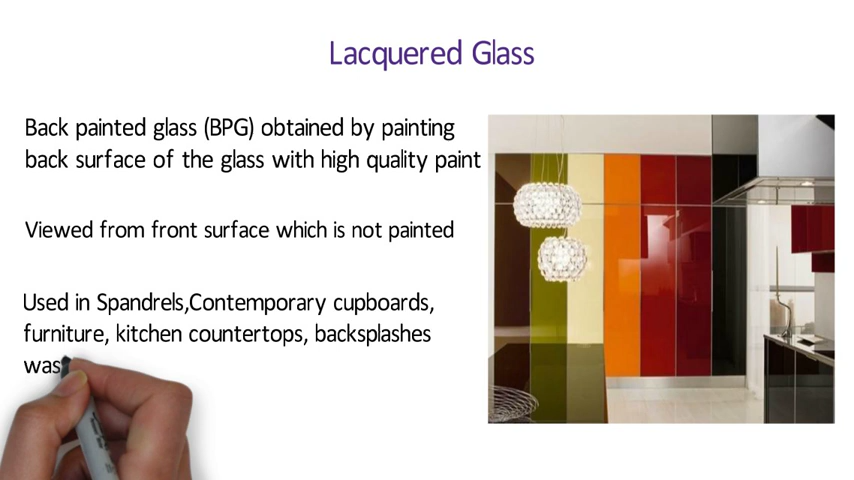 Lacquered Glass
Back painted glass (BPG) obtained by painting
back surface of the glass with high quality paint
Viewed from front surface which is not painted
Used in Spandrels,Contemporary cupboards,
furniture, kitchen countertops, backsplashes
was